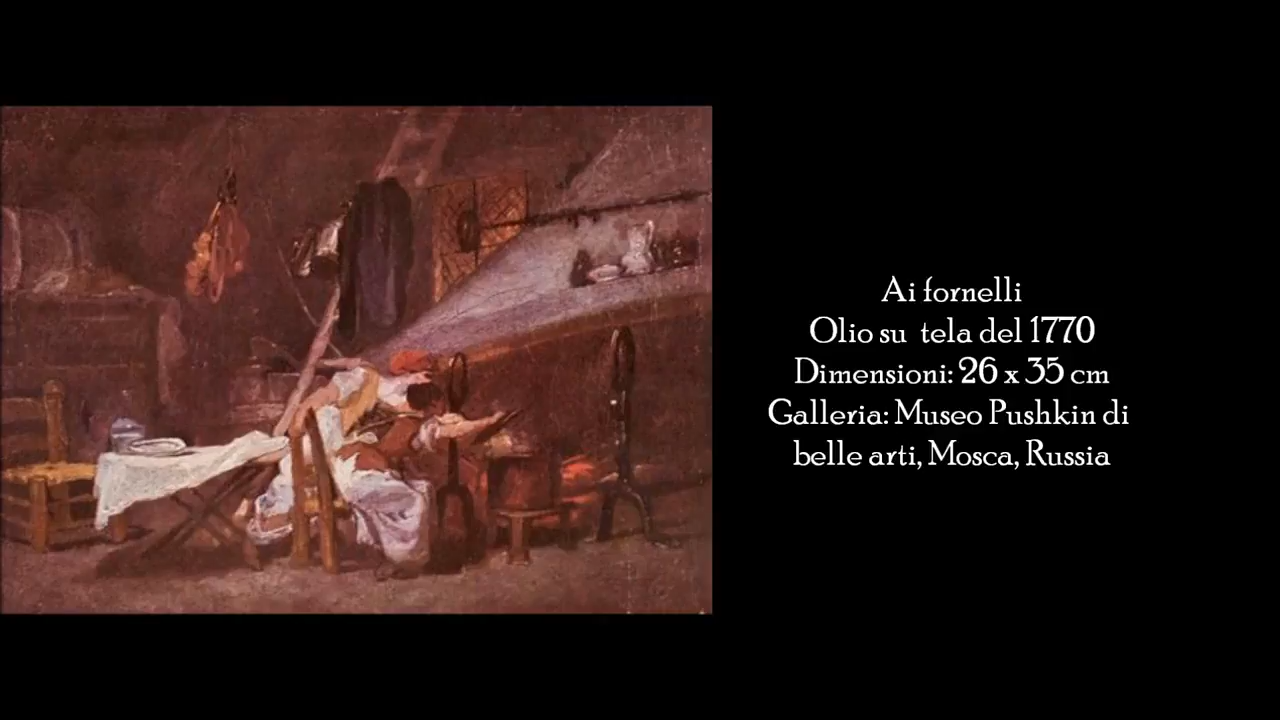 Ai fornelli
Olio su tela del 1770
Dimensioni: 26 x 35 cm
Galleria: Museo Pushkin di
belle arti, Mosca, Russia